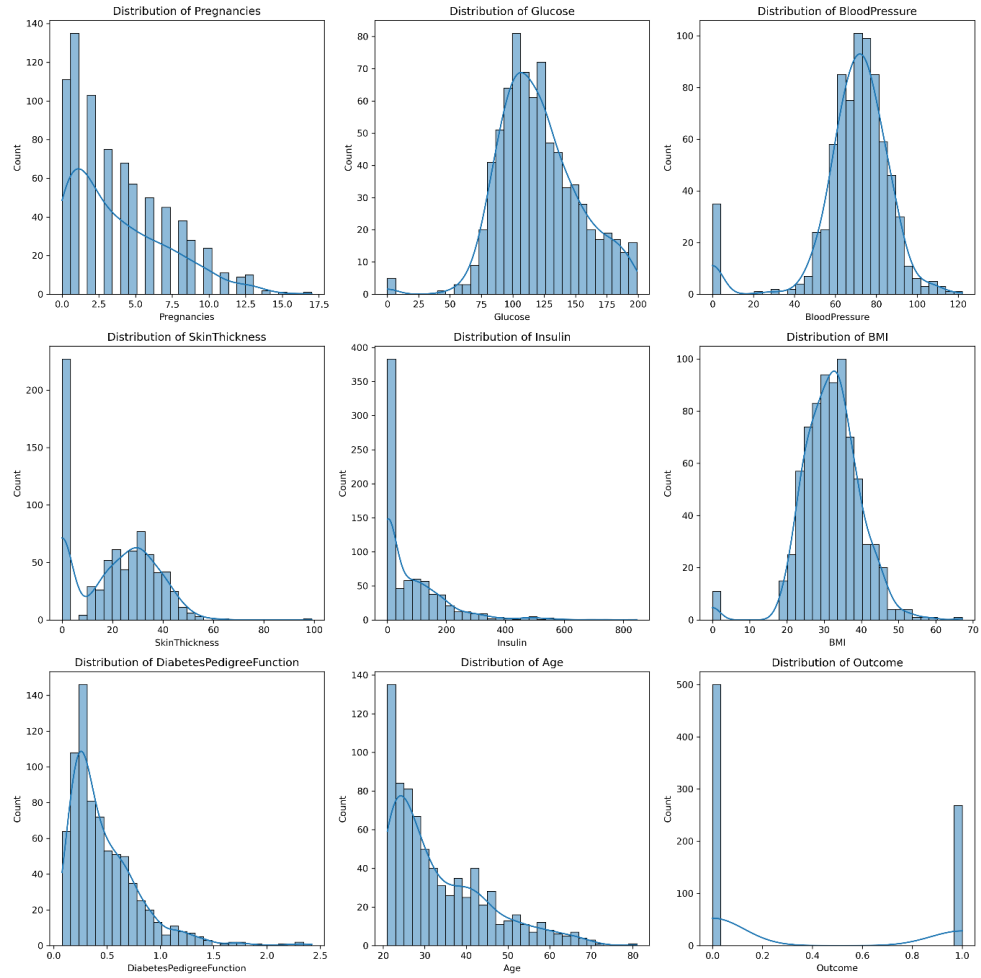 Distribution of Pregnancies
140
120
100
80
60
40
20
0
Count
0.0 2.5 5.0 7.5 10.0 12.5 15.0 17.5
Pregnancies
Distribution of Glucose
80
70
60
50
40
30
20
10
0
Count
0 25 50 75 100 125 150 175 200
Glucose
Distribution of BloodPressure
100
80
60
40
20
0
Count
0 20 40 60 80 100 120
BloodPressure
Distribution of SkinThickness
200
150
100
50
0
Count
0 20 40 60 80 100
SkinThickness
Distribution of Insulin
400
350
300
250
200
150
100
50
0
Count
0 200 400 600 800
Insulin
Distribution of BMI
100
80
60
40
20
0
Count
0 10 20 30 40 50 60 70
BMI
Distribution of DiabetesPedigreeFunction
140
120
100
80
60
40
20
0
Count
0.0 0.5 1.0 1.5 2.0 2.5
DiabetesPedigreeFunction
Distribution of Age
140
120
100
80
60
40
20
0
Count
20 30 40 50 60 70 80
Age
Distribution of Outcome
500
400
300
200
100
0
Count
0.0 0.2 0.4 0.6 0.8 1.0
Outcome